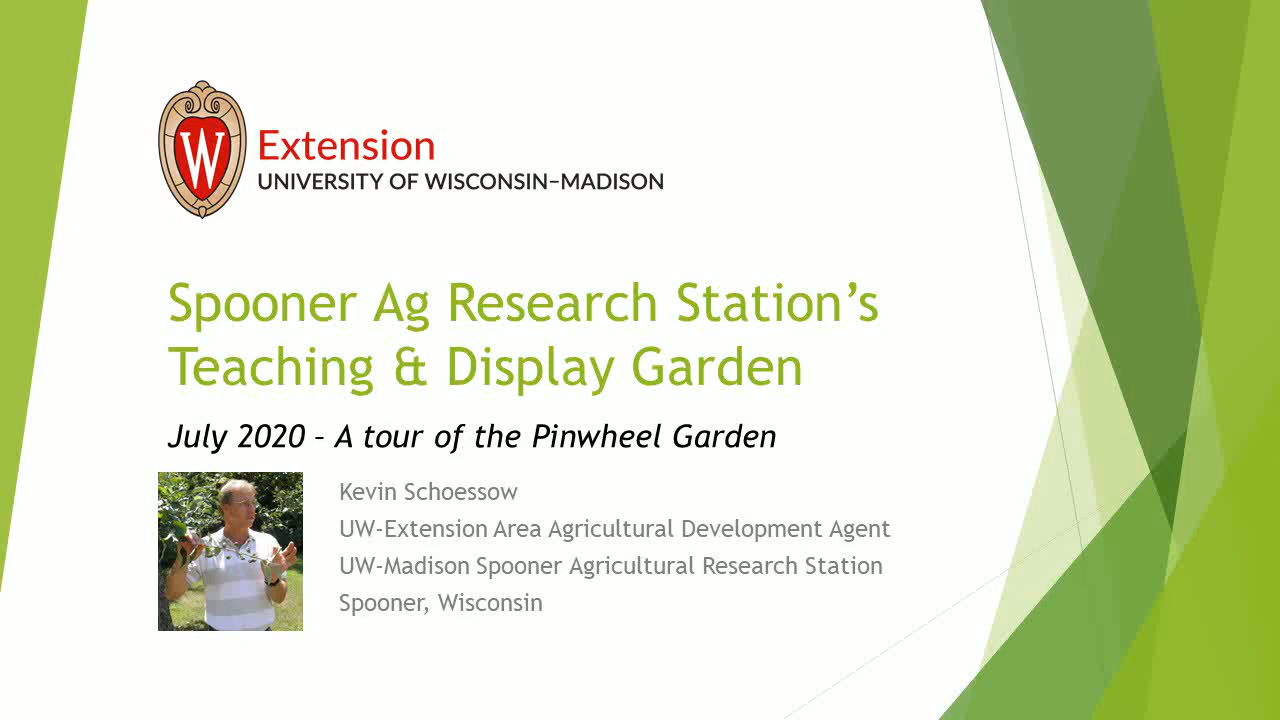 W
Extension
UNIVERSITY OF WISCONSIN–MADISON
Spooner Ag Research Station’s
Teaching & Display Garden
July 2020 – A tour of the Pinwheel Garden
Kevin Schoessow
UW-Extension Area Agricultural Development Agent
UW-Madison Spooner Agricultural Research Station
Spooner, Wisconsin